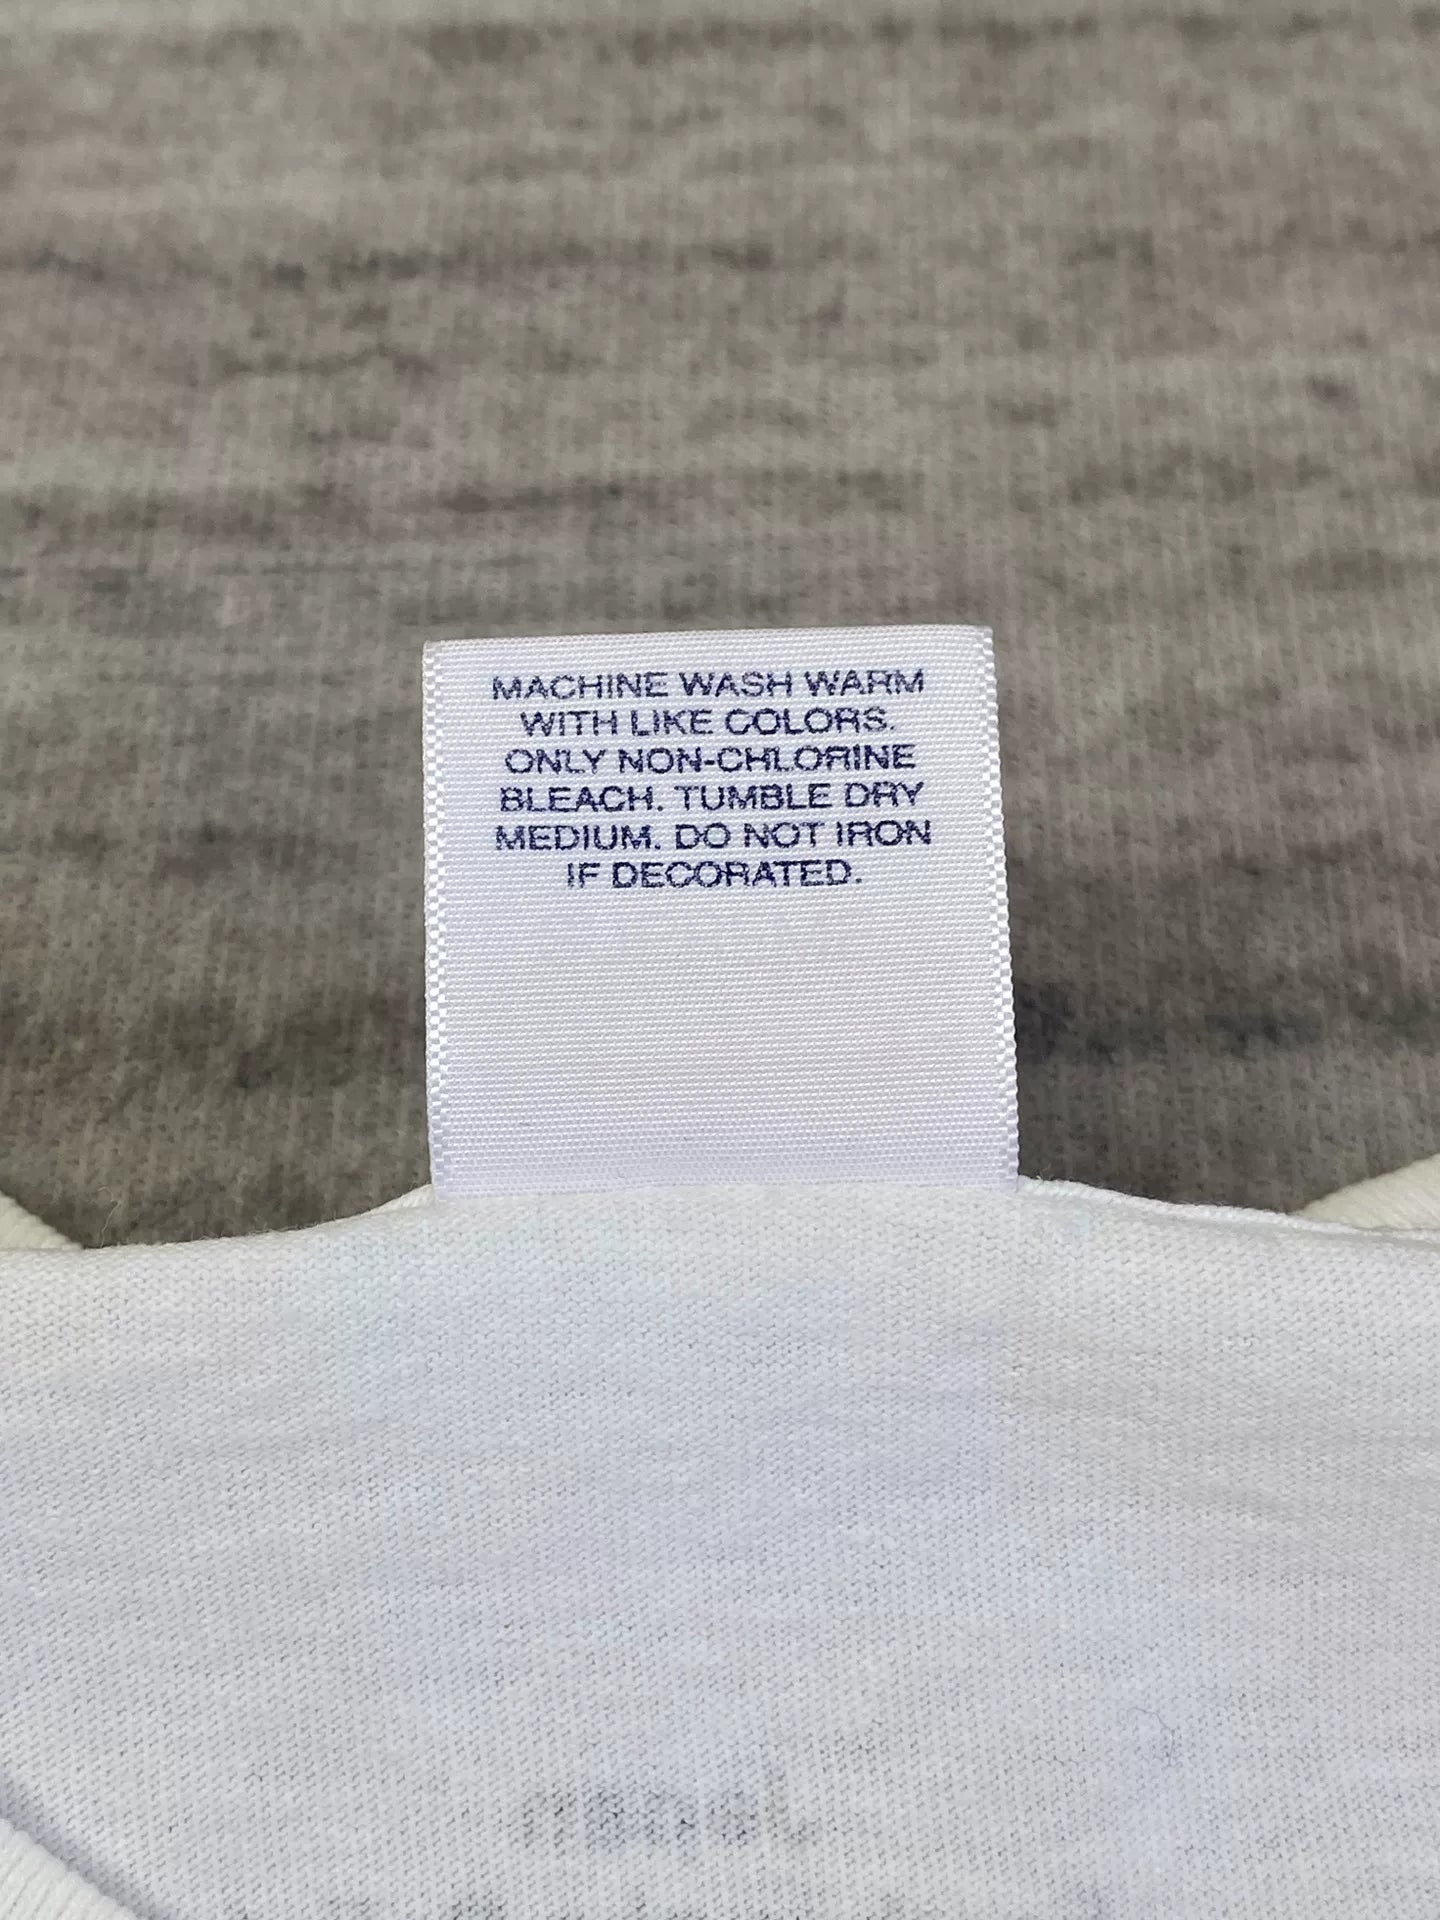 MACHINE WASH WARM
WITH LIKE COLORS.
ONLY NON-CHLORINE
BLEACH. TUMBLE DRY
MEDIUM. DO NOT IRON
IF DECORATED.